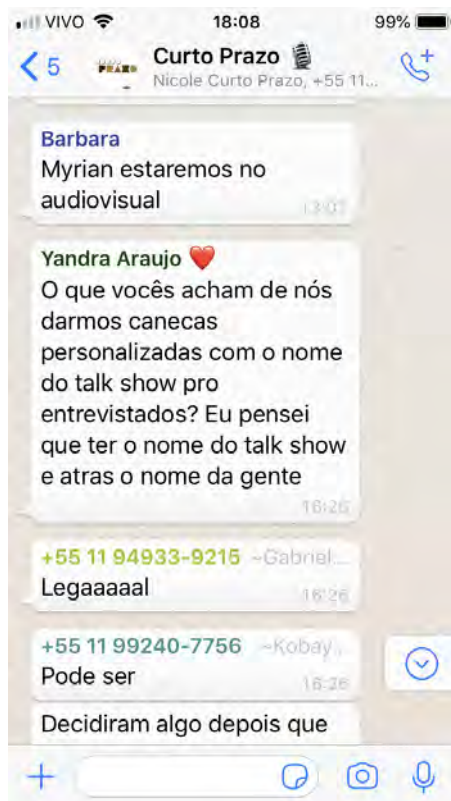 VIVO 18:08 99%
5 PRAZO Curto Prazo 🎙
Nicole Curto Prazo, +55 11...
Barbara
Myrian estaremos no
audiovisual
13:07
Yandra Araujo ❤️
O que vocês acham de nós
darmos canecas
personalizadas com o nome
do talk show pro
entrevistados? Eu pensei
que ter o nome do talk show
e atras o nome da gente
16:26
+55 11 94933-9215 ~Gabriel...
Legaaaaal
16:26
+55 11 99240-7756 ~Kobay...
Pode ser
16:26
Decidiram algo depois que